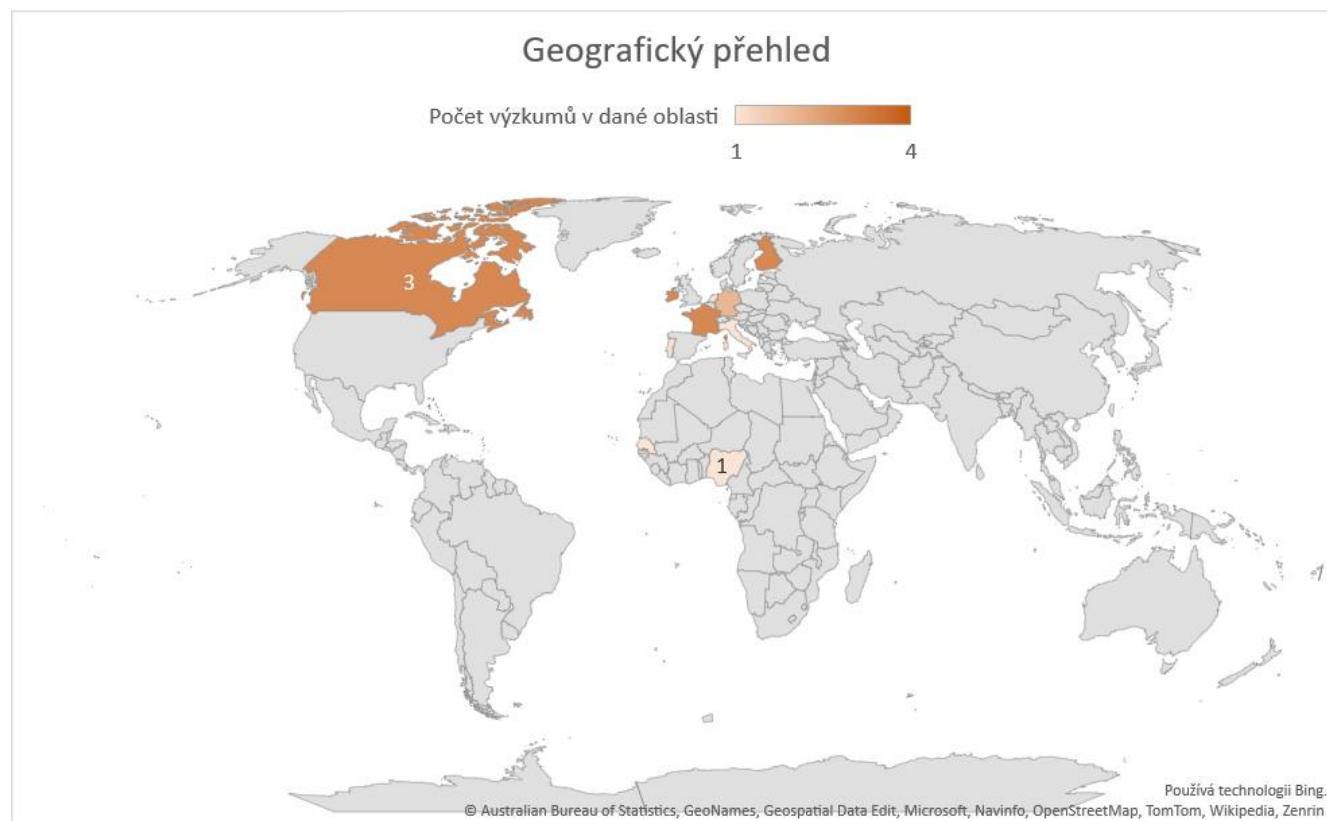 Geografický přehled
Počet výzkumů v dané oblasti
1 4
3
1
Používá technologii Bing.
© Australian Bureau of Statistics, GeoNames, Geospatial Data Edit, Microsoft, Navinfo, OpenStreetMap, TomTom, Wikipedia, Zenrin